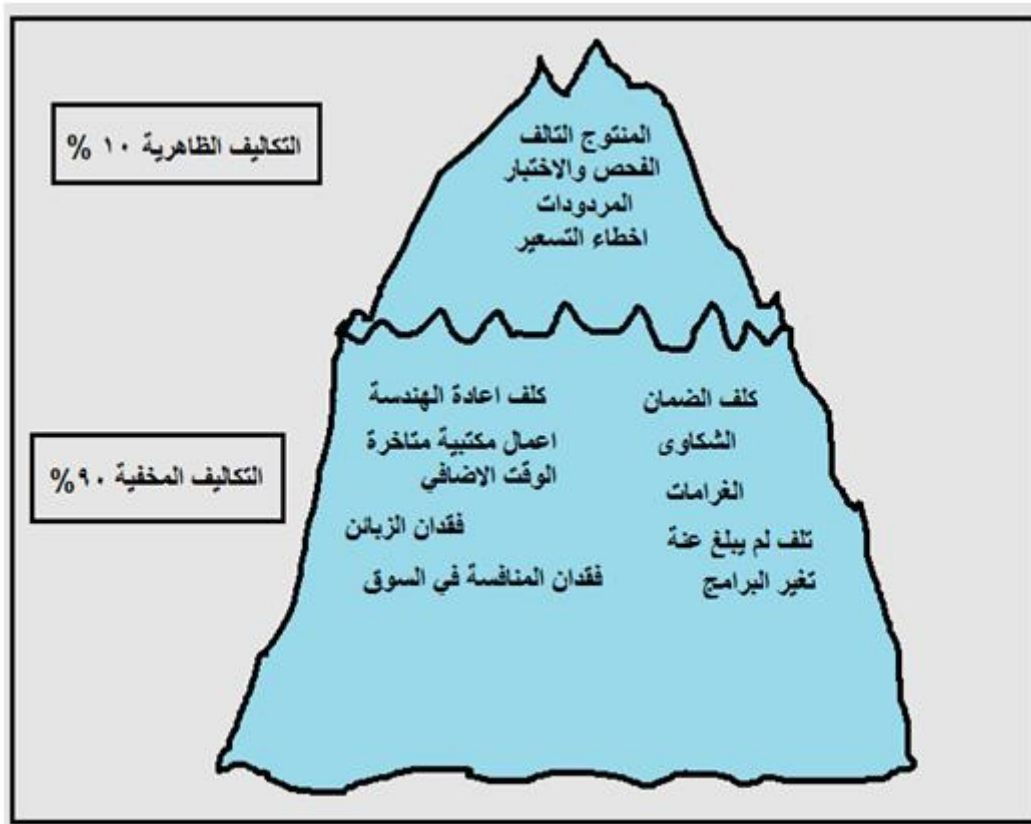 المنتوج التالف
التكاليف الظاهرية ١٠ %
الفحص والاختبار
المردودات
اخطاء التسعير
كلف الضمان
كلف اعادة الهندسة
الشكاوى
اعمال مكتبية متاخرة
الوقت الاضافي
التكاليف المخفية ٩٠%
الغرامات
فقدان الزبائن
تلف لم يبلغ عنة
تغير البرامج
فقدان المنافسة في السوق